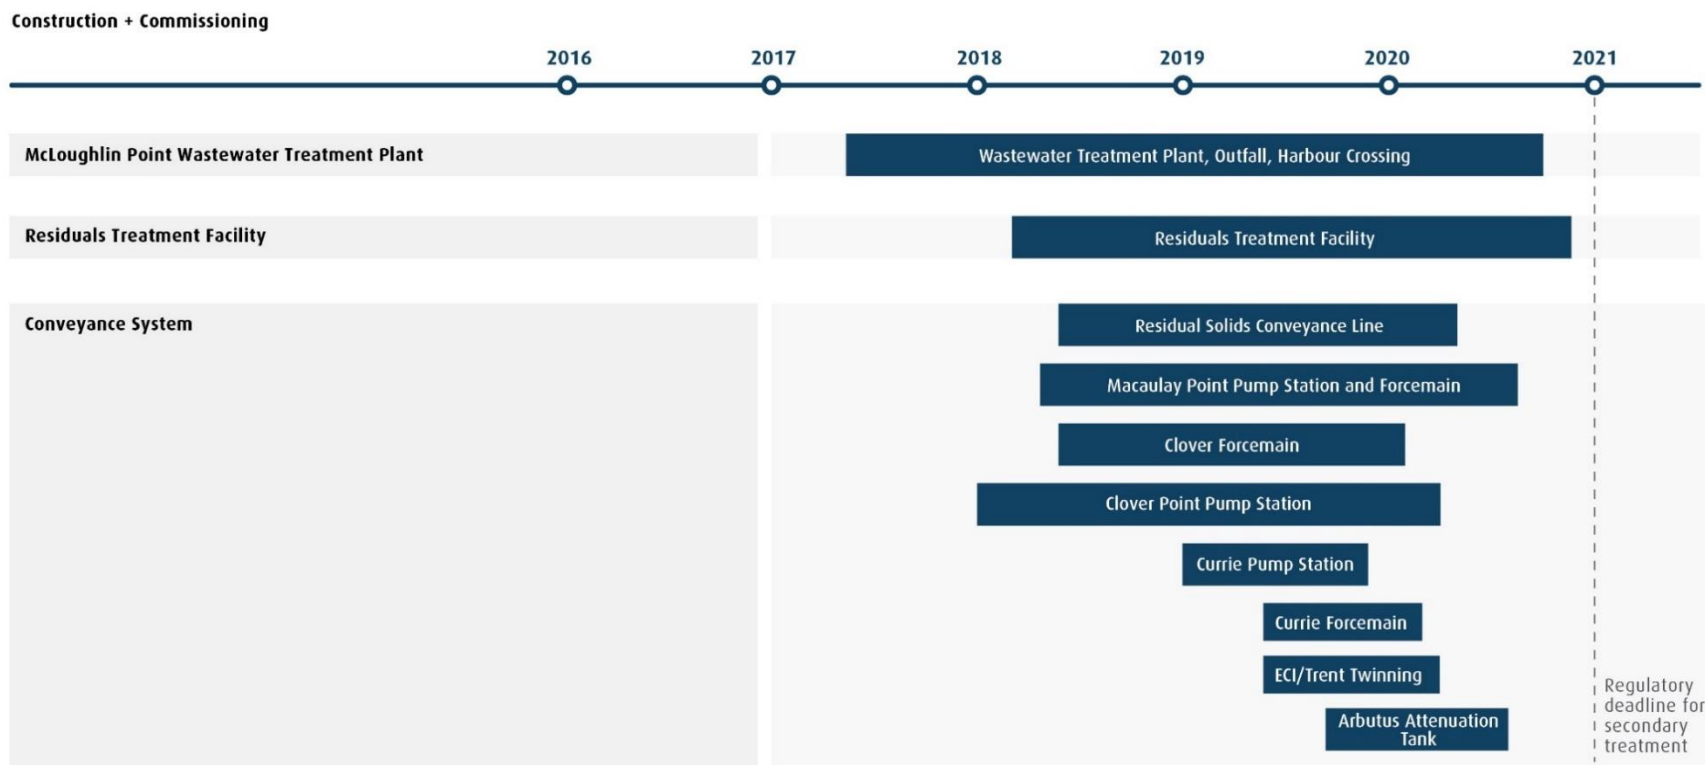 Construction + Commissioning
2016 2017 2018 2019 2020 2021
McLoughlin Point Wastewater Treatment Plant
Wastewater Treatment Plant, Outfall, Harbour Crossing
Residuals Treatment Facility
Residuals Treatment Facility
Conveyance System
Residual Solids Conveyance Line
Macaulay Point Pump Station and Forcemain
Clover Forcemain
Clover Point Pump Station
Currie Pump Station
Currie Forcemain
ECI/Trent Twinning
Arbutus Attenuation
Tank
Regulatory
deadline for
secondary
treatment